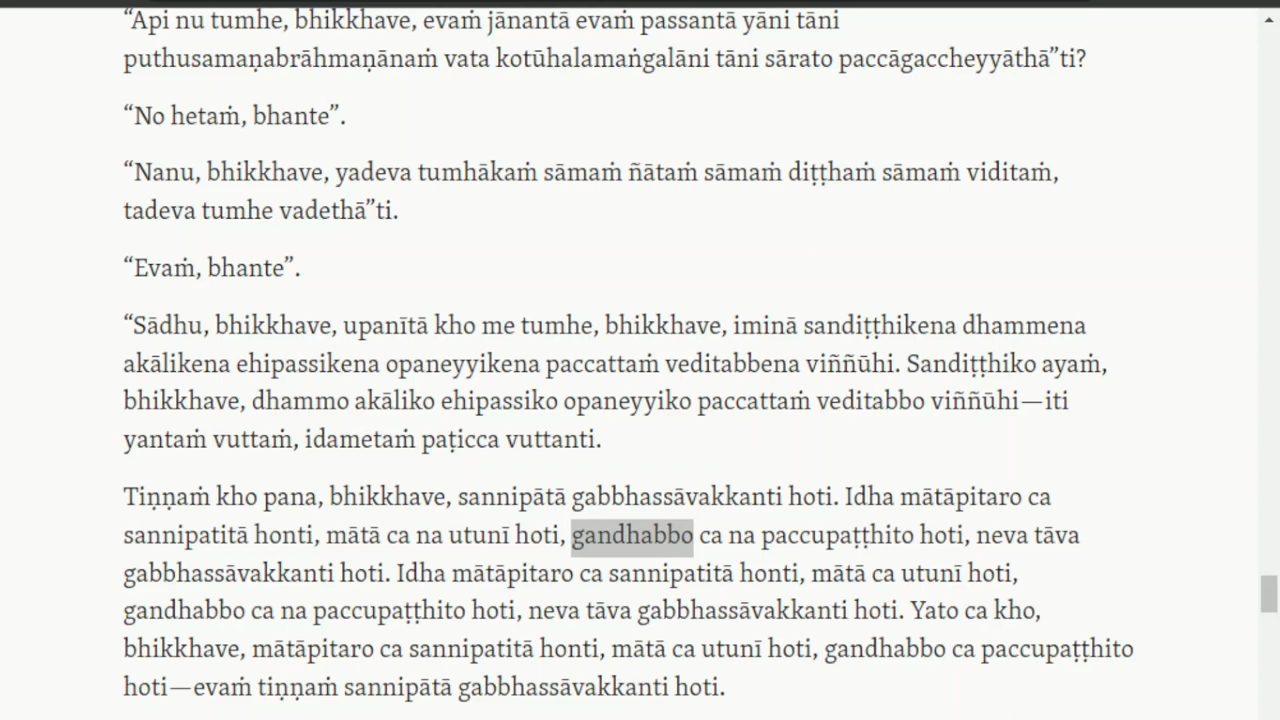 “Api nu tumhe, bhikkhave, evaṁ jānantā evaṁ passantā yāni tāni
puthusamaṇabrāhmaṇānaṁ vata kotūhalamaṅgalāni tāni sārato paccāgaccheyyāthā”ti?
“No hetaṁ, bhante”.
“Nanu, bhikkhave, yadeva tumhākaṁ sāmaṁ ñātaṁ sāmaṁ diṭṭhaṁ sāmaṁ viditaṁ,
tadeva tumhe vadethā”ti.
“Evaṁ, bhante”.
“Sādhu, bhikkhave, upanītā kho me tumhe, bhikkhave, iminā sandiṭṭhikena dhammena
akālikena ehipassikena opaneyyikena paccattaṁ veditabbena viññūhi. Sandiṭṭhiko ayaṁ,
bhikkhave, dhammo akāliko ehipassiko opaneyyiko paccattaṁ veditabbo viññūhi—iti
yantaṁ vuttaṁ, idametaṁ paṭicca vuttanti.
Tiṇṇaṁ kho pana, bhikkhave, sannipātā gabbhassāvakkanti hoti. Idha mātāpitaro ca
sannipatitā honti, mātā ca na utunī hoti, gandhabbo ca na paccupaṭṭhito hoti, neva tāva
gabbhassāvakkanti hoti. Idha mātāpitaro ca sannipatitā honti, mātā ca utunī hoti,
gandhabbo ca na paccupaṭṭhito hoti, neva tāva gabbhassāvakkanti hoti. Yato ca kho,
bhikkhave, mātāpitaro ca sannipatitā honti, mātā ca utunī hoti, gandhabbo ca paccupaṭṭhito
hoti—evaṁ tiṇṇaṁ sannipātā gabbhassāvakkanti hoti.